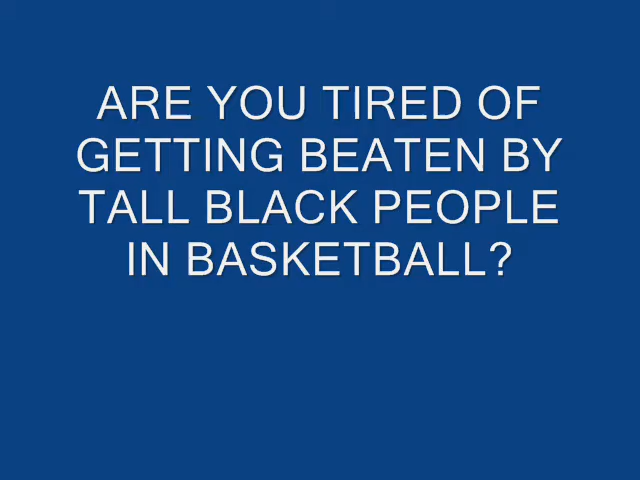 ARE YOU TIRED OF
GETTING BEATEN BY
TALL BLACK PEOPLE
IN BASKETBALL?